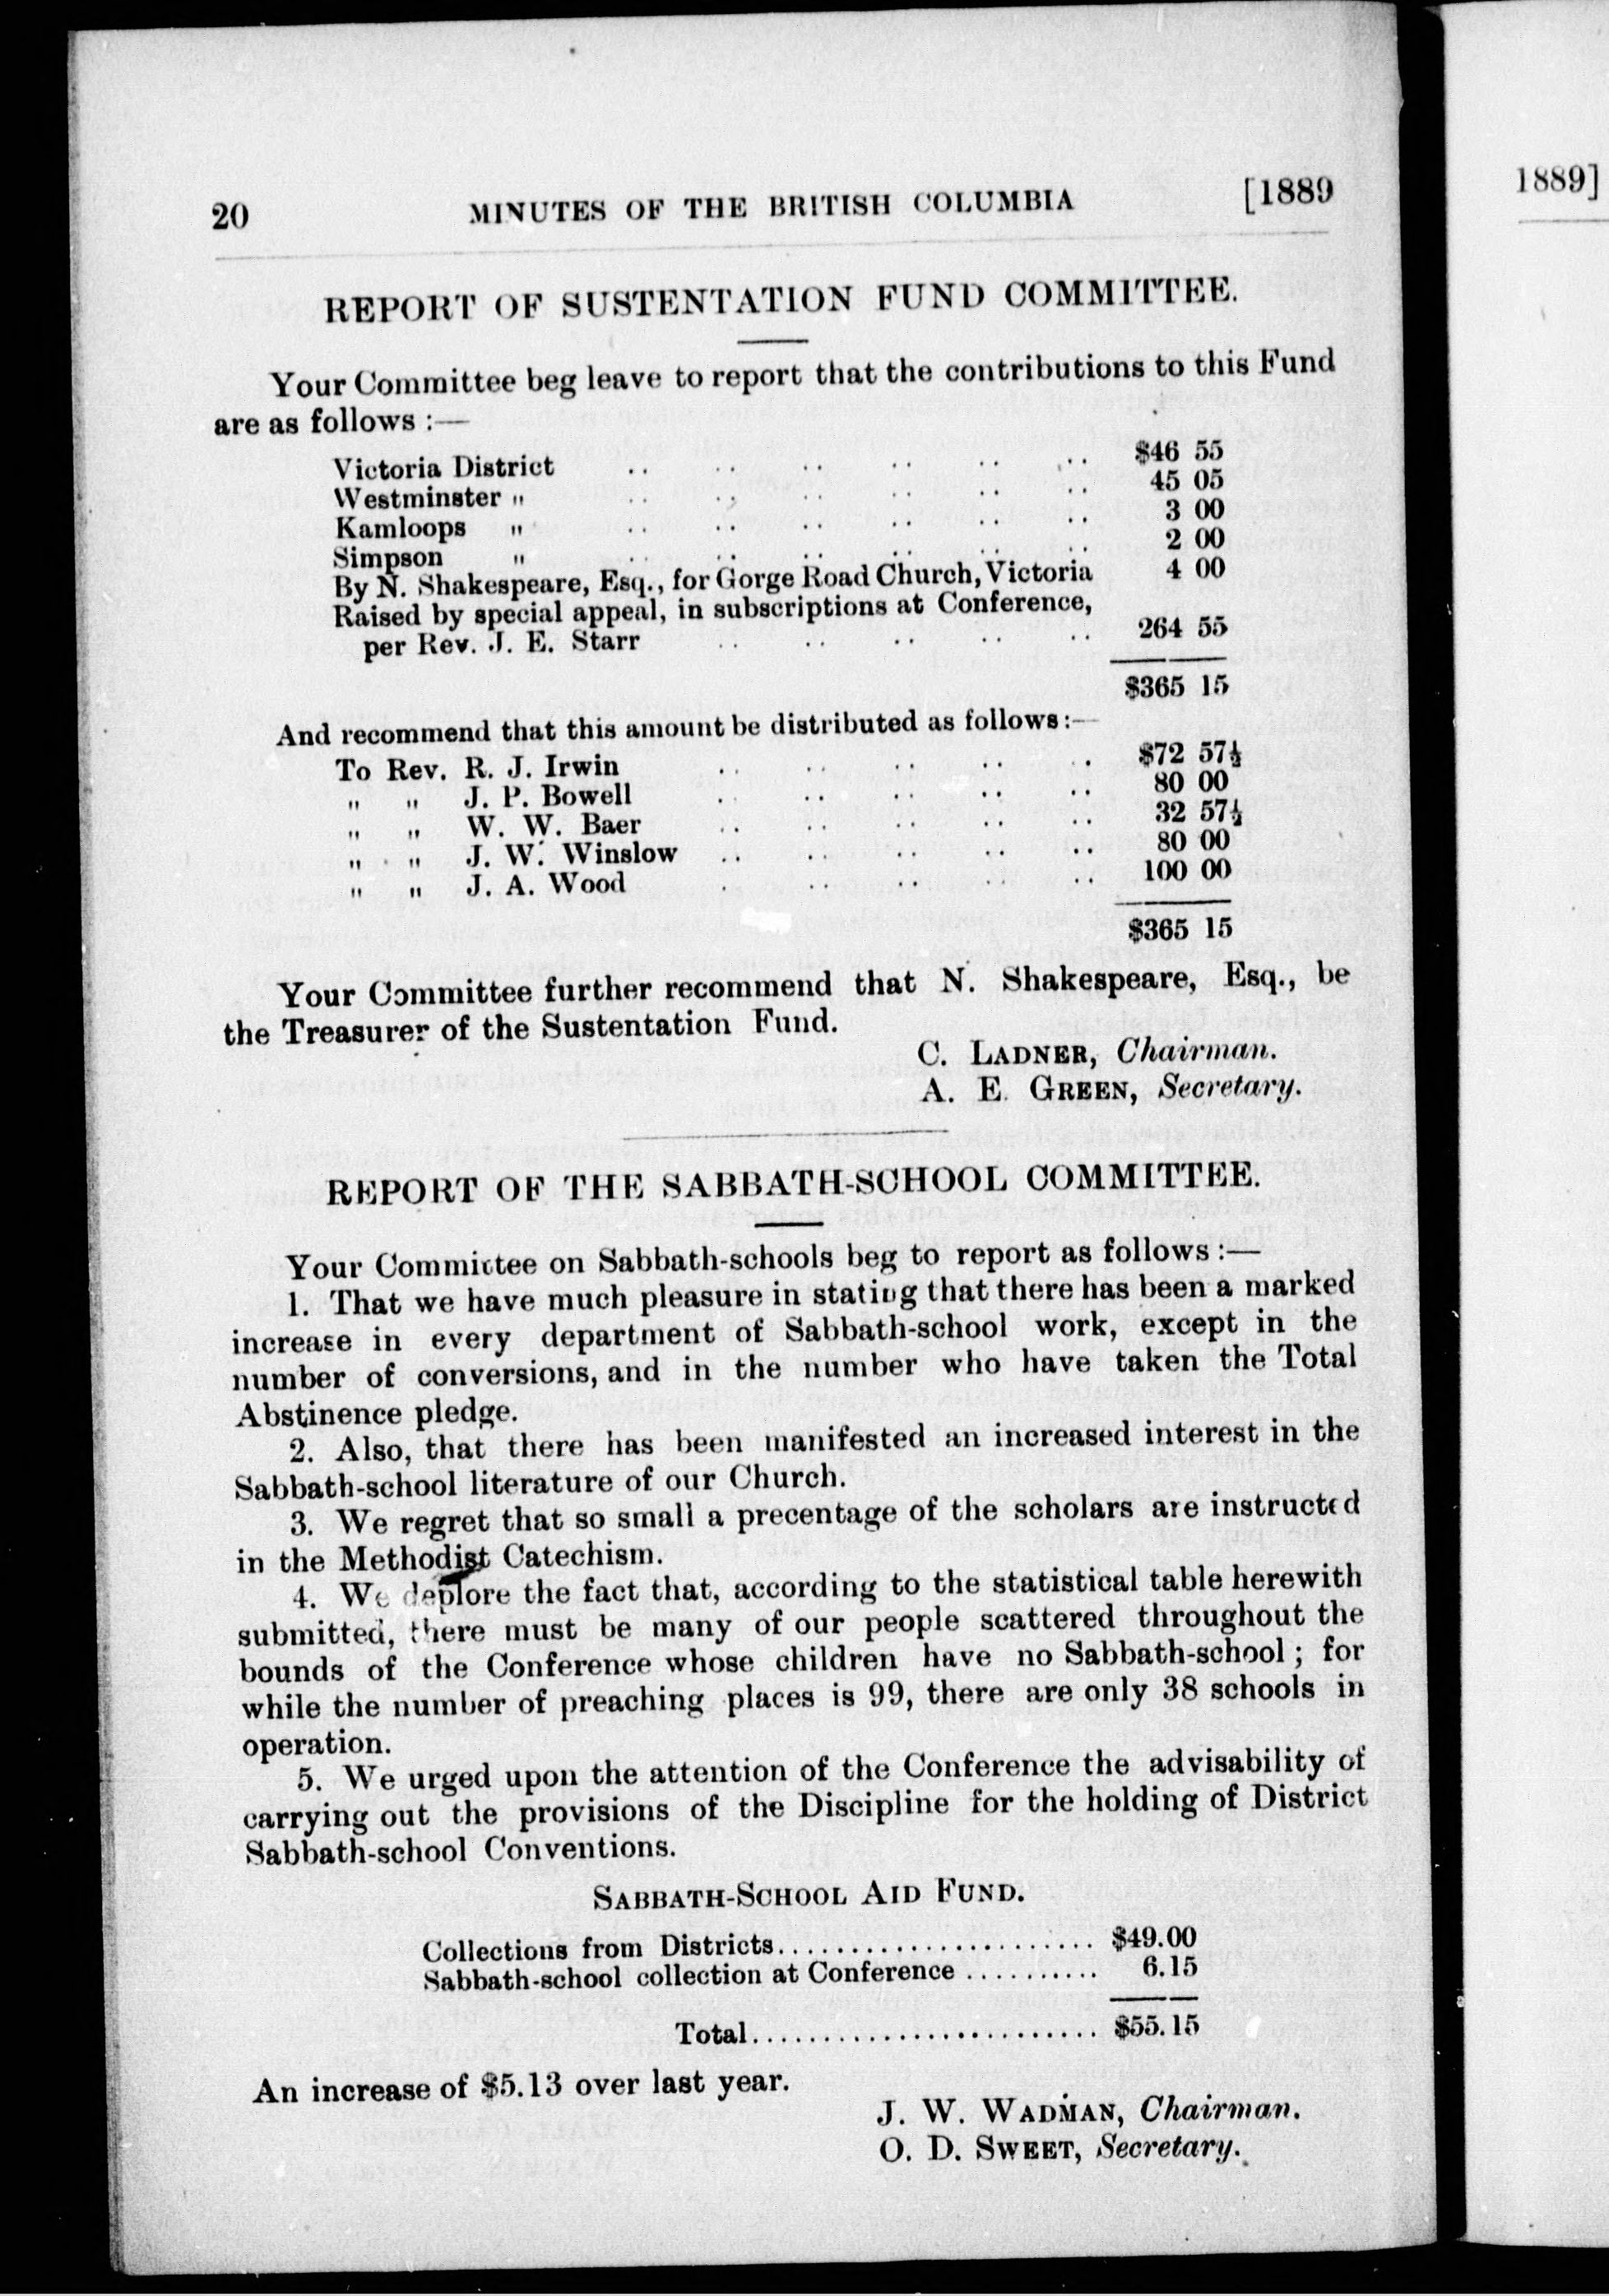 20 MINUTES OF THE BRITISH COLUMBIA [1889
REPORT OF SUSTENTATION FUND COMMITTEE.
Your Committee beg leave to report that the contributions to this Fund
are as follows :—
Victoria District .. .. .. .. .. .. $46 55
Westminster " .. .. .. .. .. .. 45 05
Kamloops " .. .. .. .. .. .. 3 00
Simpson " .. .. .. .. .. .. 2 00
By N. Shakespeare, Esq., for Gorge Road Church, Victoria 4 00
Raised by special appeal, in subscriptions at Conference,
per Rev. J. E. Starr .. .. .. .. .. 264 55
$365 15
And recommend that this amount be distributed as follows:—
To Rev. R. J. Irwin .. .. .. .. . $72 57½
" " J. P. Bowell .. .. .. .. .. 80 00
" " W. W. Baer .. .. .. .. .. 32 57½
" " J. W. Winslow .. .. .. .. .. 80 00
" " J. A. Wood . .. .. .. .. 100 00
$365 15
Your Committee further recommend that N. Shakespeare, Esq., be
the Treasurer of the Sustentation Fund.
C. LADNER, Chairman.
A. E. GREEN, Secretary.
REPORT OF THE SABBATH-SCHOOL COMMITTEE.
Your Committee on Sabbath-schools beg to report as follows :—
1. That we have much pleasure in stating that there has been a marked
increase in every department of Sabbath-school work, except in the
number of conversions, and in the number who have taken the Total
Abstinence pledge.
2. Also, that there has been manifested an increased interest in the
Sabbath-school literature of our Church.
3. We regret that so small a precentage of the scholars are instructed
in the Methodist Catechism.
4. We deplore the fact that, according to the statistical table herewith
submitted, there must be many of our people scattered throughout the
bounds of the Conference whose children have no Sabbath-school ; for
while the number of preaching places is 99, there are only 38 schools in
operation.
5. We urged upon the attention of the Conference the advisability of
carrying out the provisions of the Discipline for the holding of District
Sabbath-school Conventions.
SABBATH-SCHOOL AID FUND.
Collections from Districts...................... $49.00
Sabbath-school collection at Conference .......... 6.15
Total........................ $55.15
An increase of $5.13 over last year.
J. W. WADMAN, Chairman.
O. D. SWEET, Secretary.
1889]